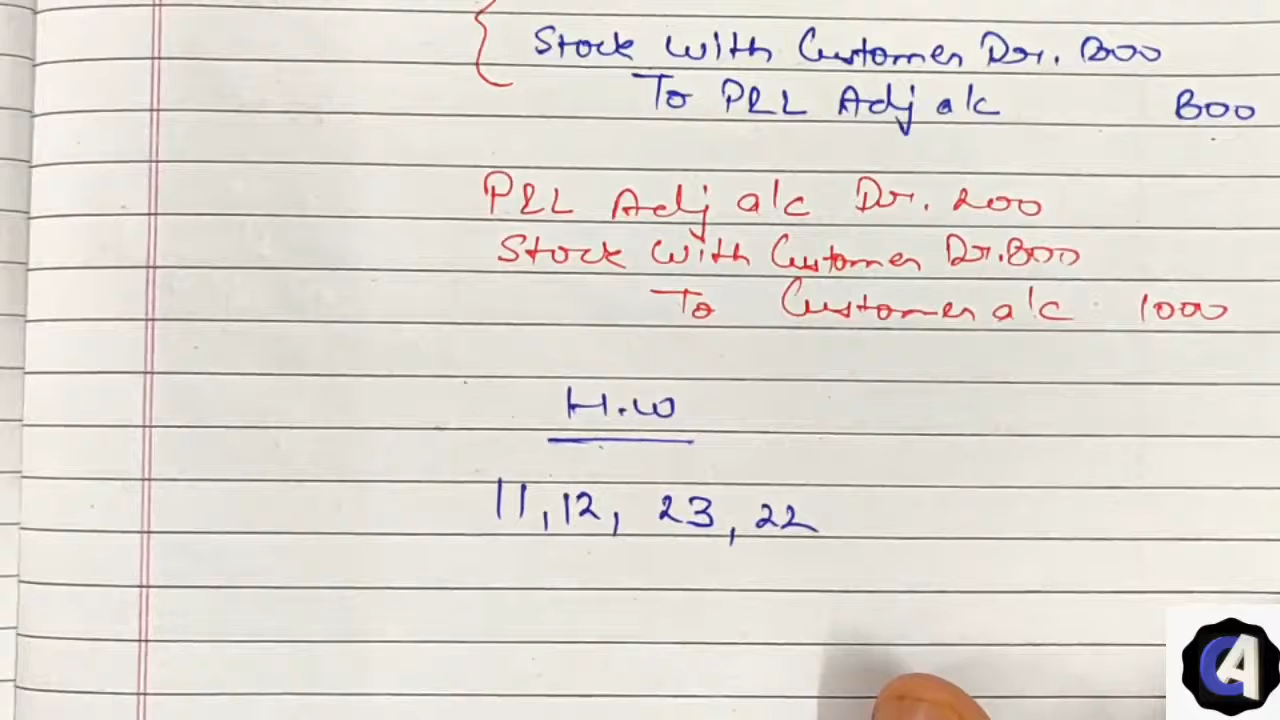 Stock with Customer Dr. 800
To P&L Adj a/c 800
P&L Adj a/c Dr. 200
Stock with Customer Dr. 800
To Customer a/c 1000
H.W
11, 12, 23, 22
CA